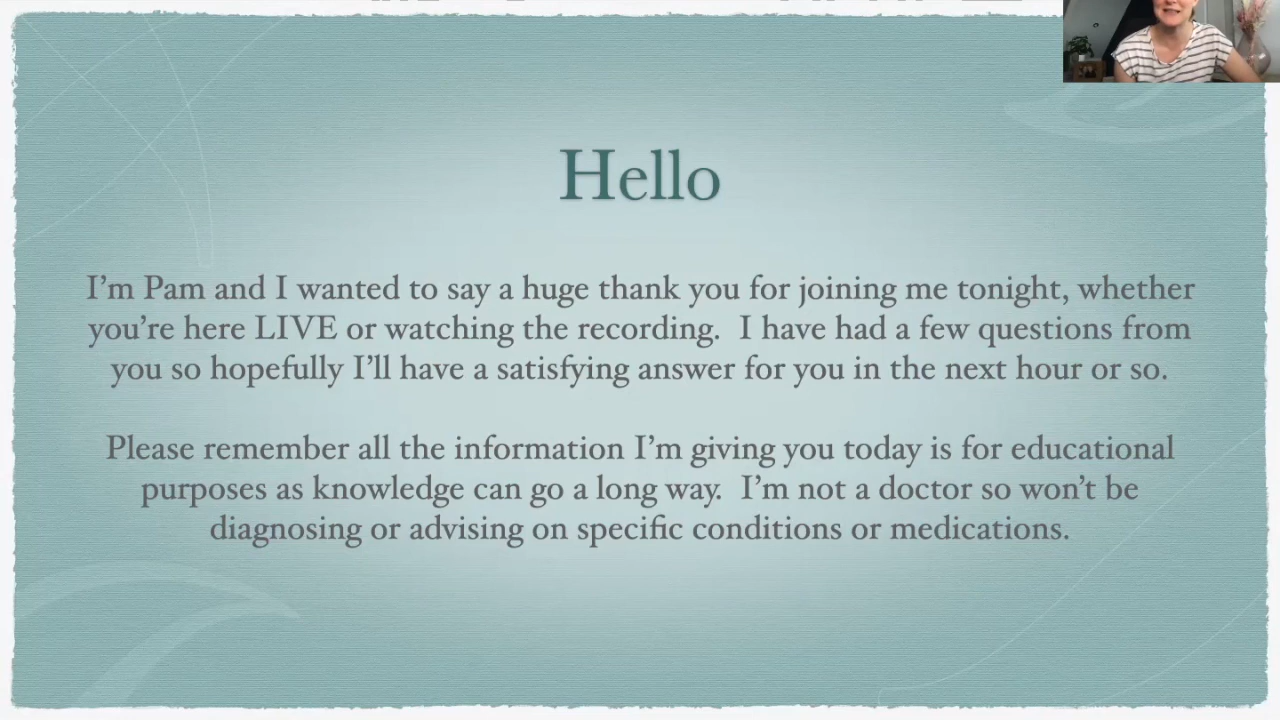 Hello
I'm Pam and I wanted to say a huge thank you for joining me tonight, whether
you're here LIVE or watching the recording.  I have had a few questions from
you so hopefully I'll have a satisfying answer for you in the next hour or so.
Please remember all the information I'm giving you today is for educational
purposes as knowledge can go a long way.  I'm not a doctor so won't be
diagnosing or advising on specific conditions or medications.